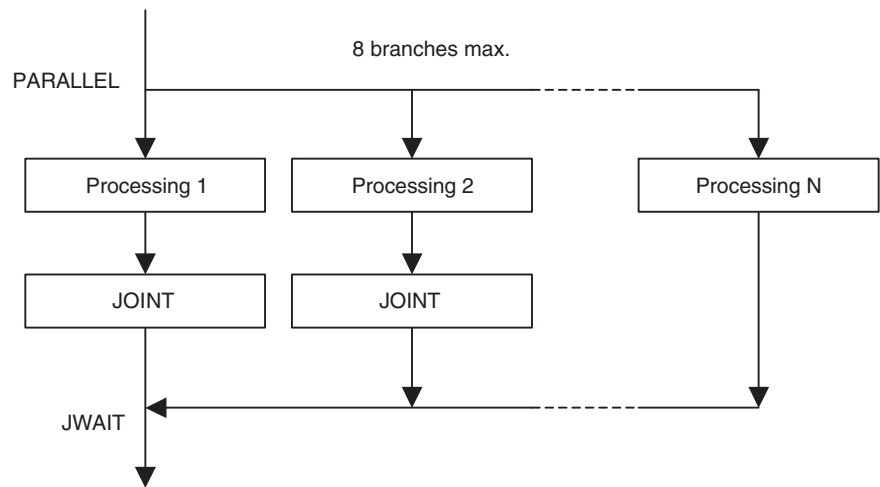 8 branches max.
PARALLEL
Processing 1
Processing 2
Processing N
JOINT
JOINT
JWAIT